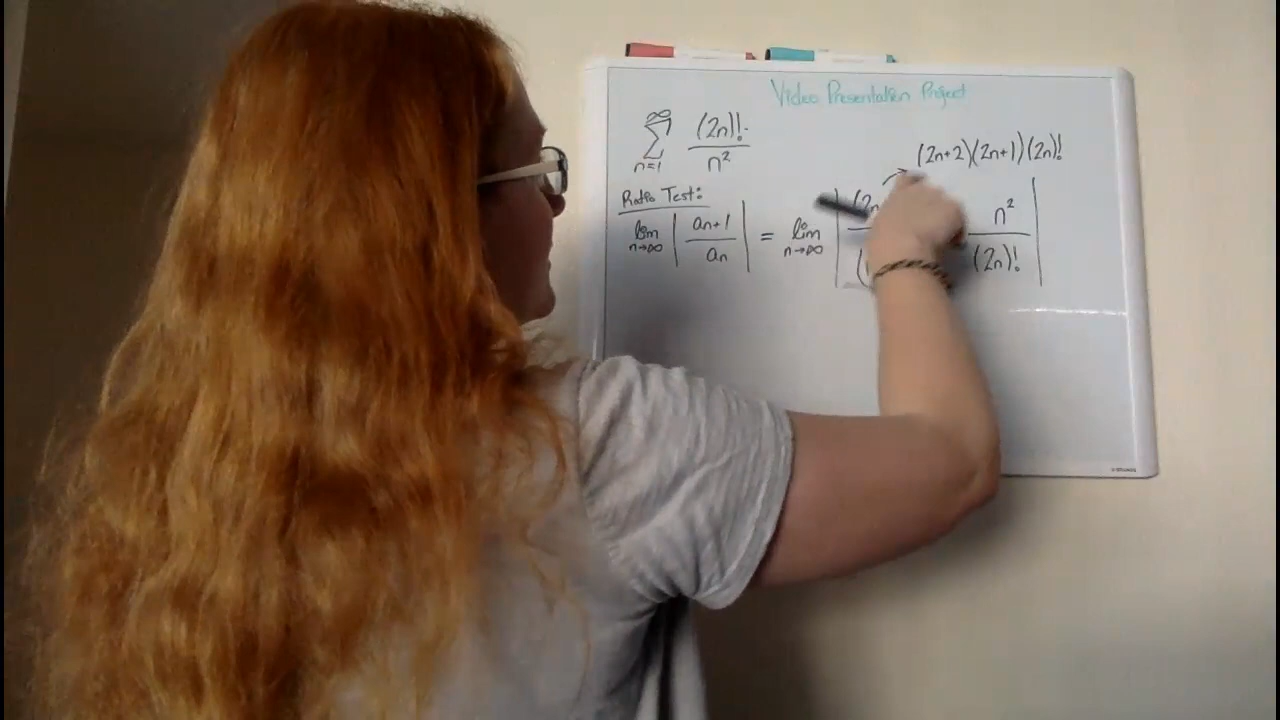 Video Presentation Project
∞
∑ (2n)!
n=1 n²
(2n+2)(2n+1)(2n)!
Ratio Test:
lim n→∞ | an+1 / an | = lim n→∞ | (2n n² / (2n)! |